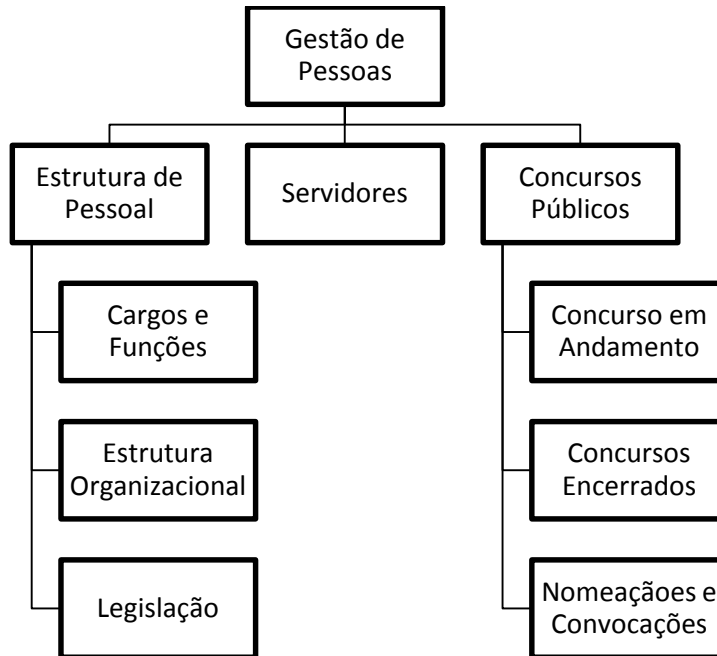 Gestão de
Pessoas
Estrutura de
Pessoal
Servidores
Concursos
Públicos
Cargos e
Funções
Estrutura
Organizacional
Legislação
Concurso em
Andamento
Concursos
Encerrados
Nomeaçãoes e
Convocações